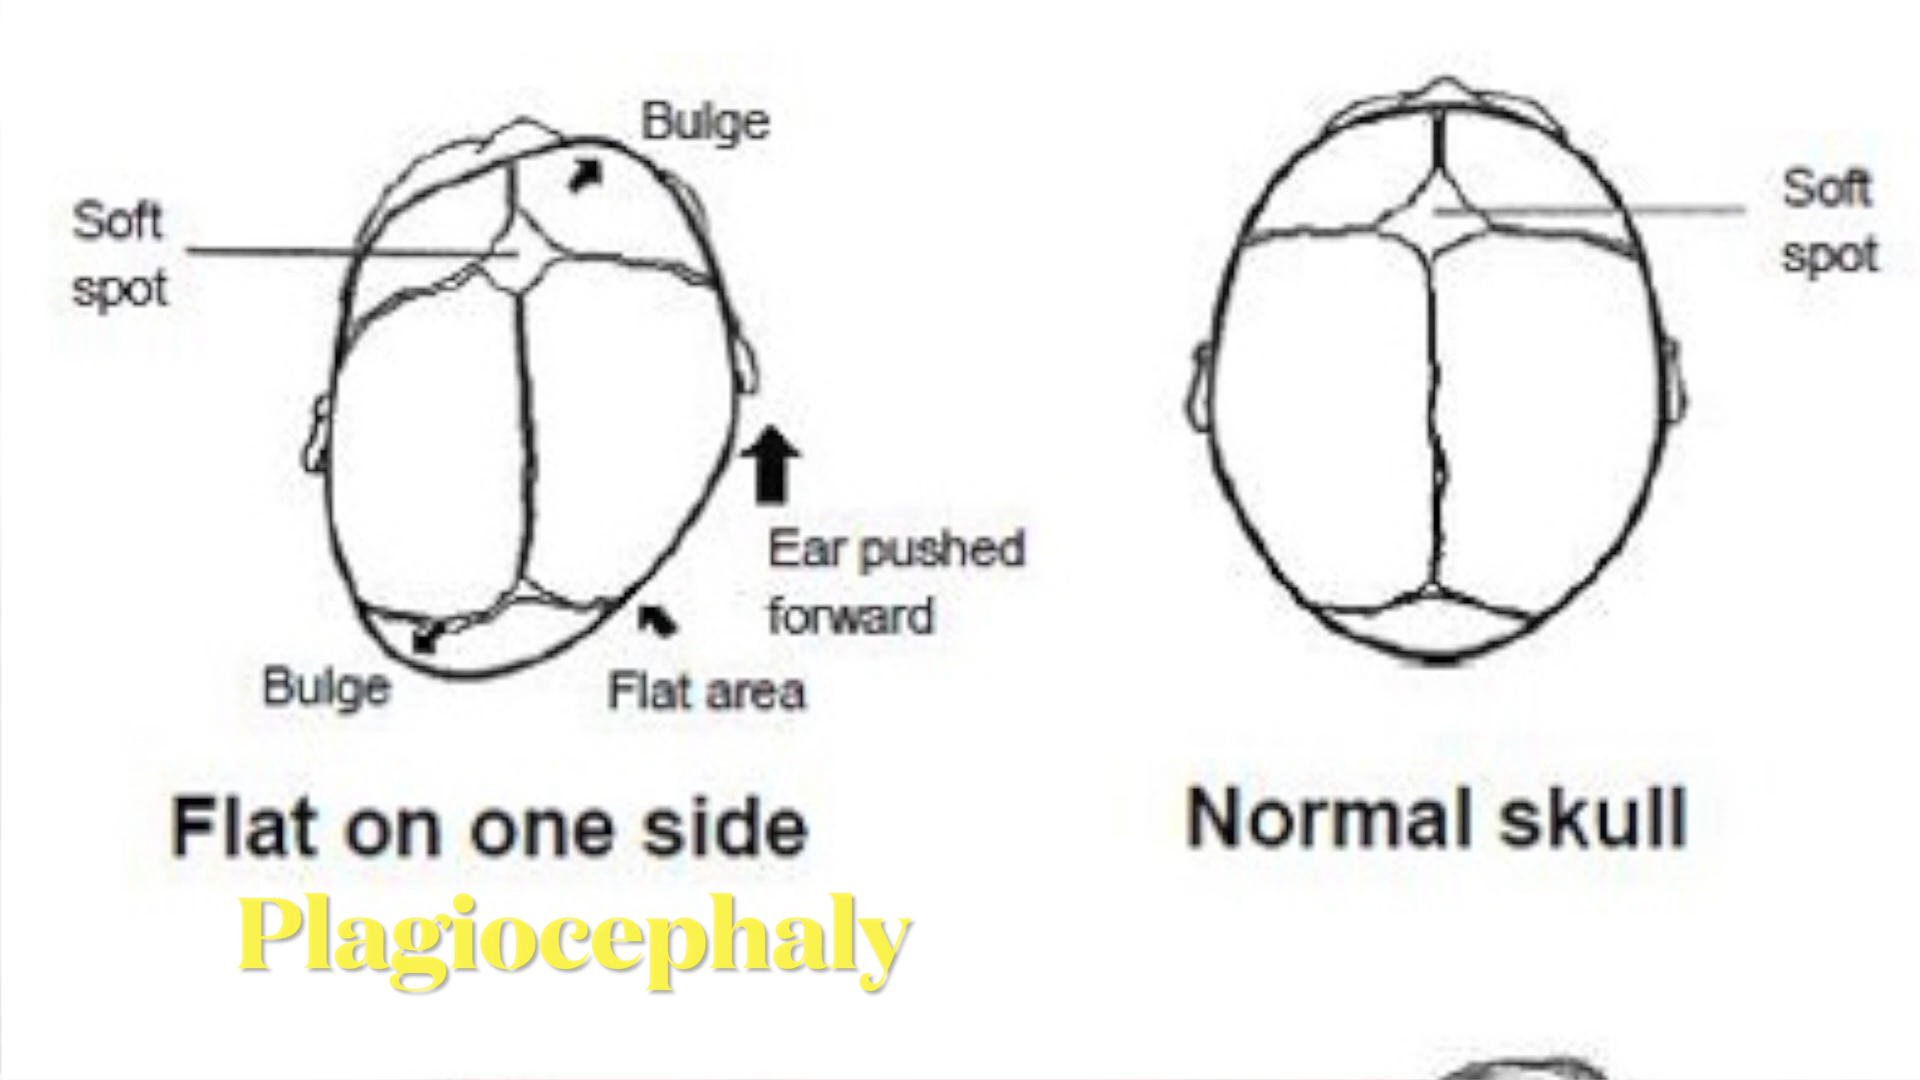 Bulge
Soft
spot
Ear pushed
forward
Bulge
Flat area
Flat on one side
Plagiocephaly
Soft
spot
Normal skull